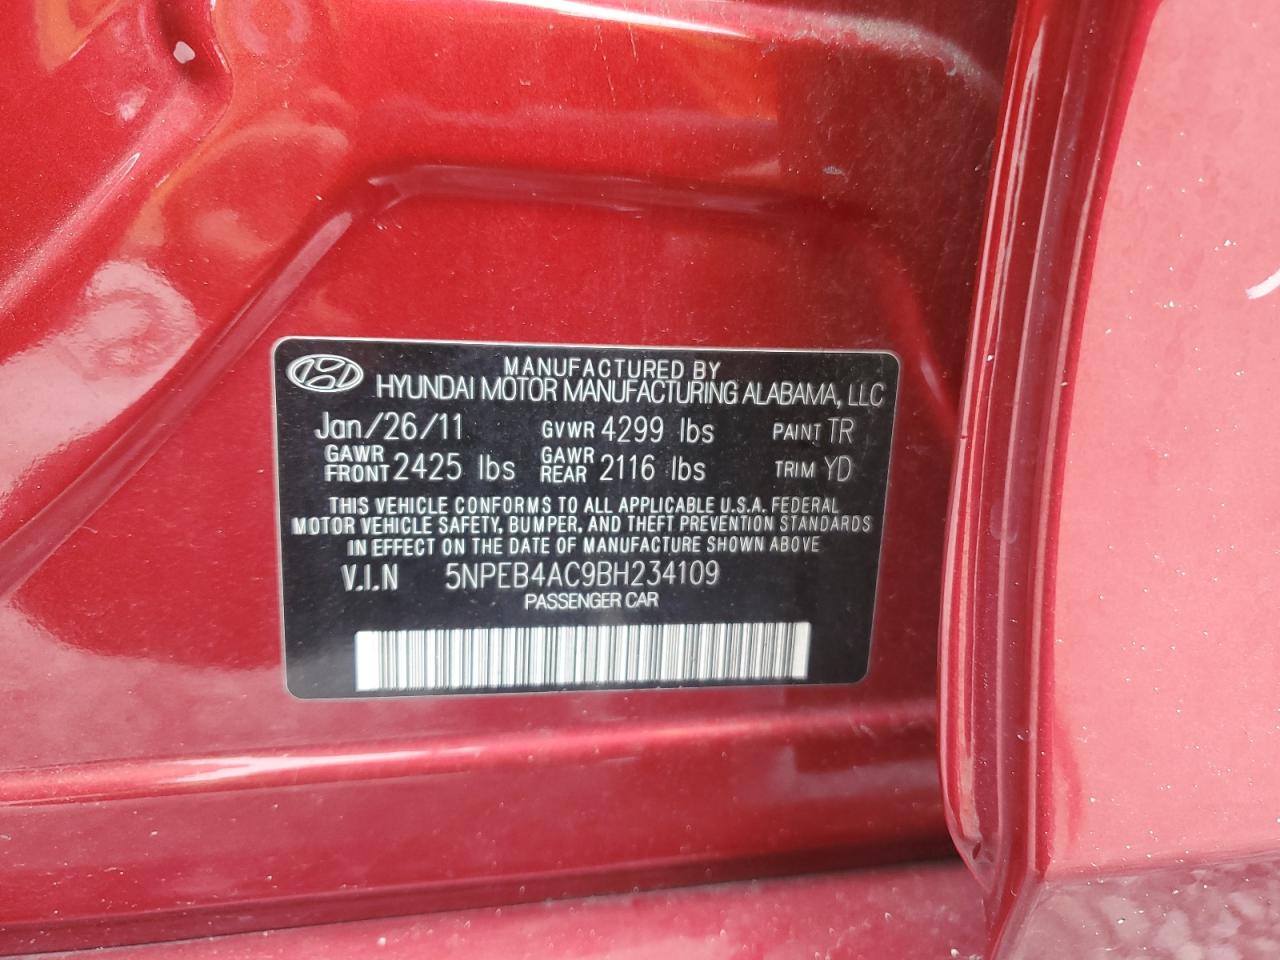 MANUFACTURED BY
HYUNDAI MOTOR MANUFACTURING ALABAMA, LLC
Jan/26/11 GVWR 4299 lbs PAINT TR
GAWR FRONT 2425 lbs GAWR REAR 2116 lbs TRIM YD
THIS VEHICLE CONFORMS TO ALL APPLICABLE U.S.A. FEDERAL
MOTOR VEHICLE SAFETY, BUMPER, AND THEFT PREVENTION STANDARDS
IN EFFECT ON THE DATE OF MANUFACTURE SHOWN ABOVE
V.I.N 5NPEB4AC9BH234109
PASSENGER CAR